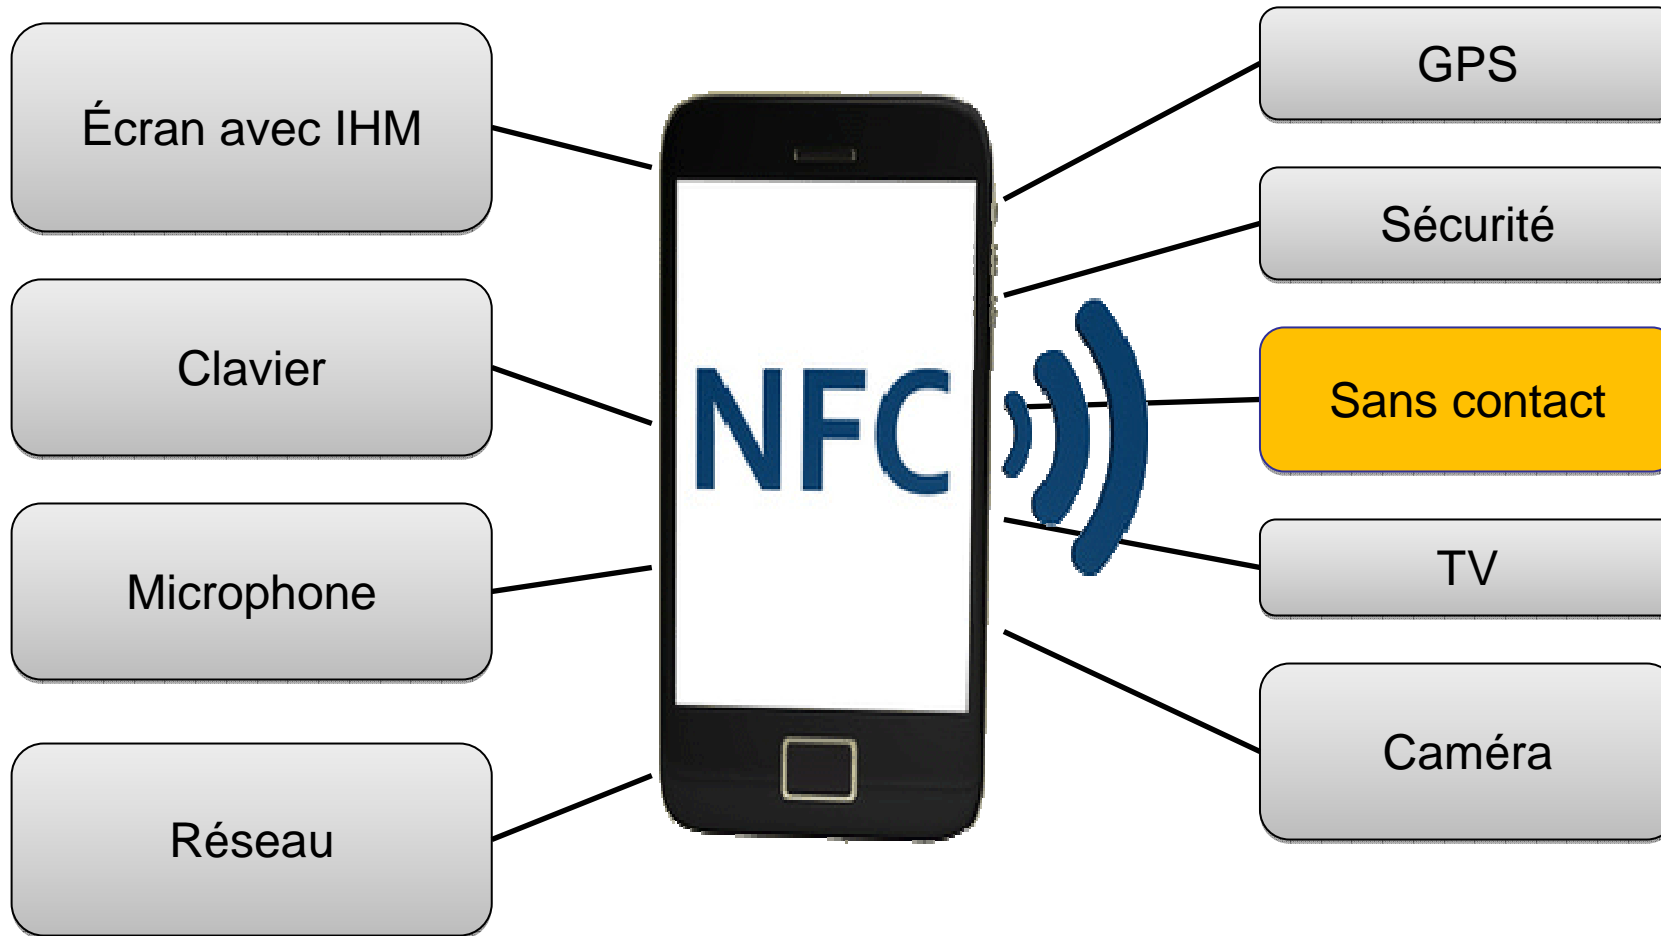 Écran avec IHM
Clavier
Microphone
Réseau
NFC
GPS
Sécurité
Sans contact
TV
Caméra